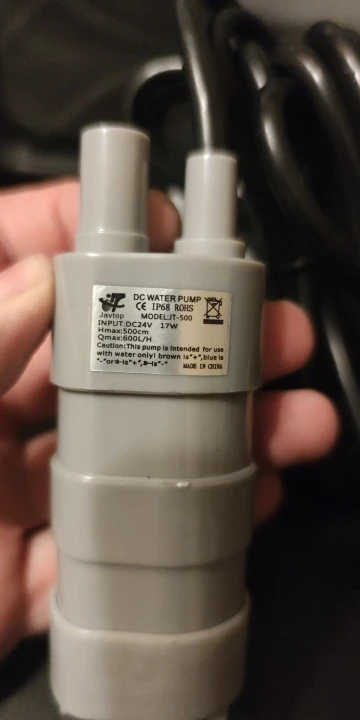 DC WATER PUMP
CE IP68 ROHS
Javtop
MODEL:JT-500
INPUT:DC24V 17W
Hmax:500cm
Qmax:600L/H
Caution:This pump is intended for use
with water only! brown is"+",blue is
"-"or is"+", is"-"
MADE IN CHINA